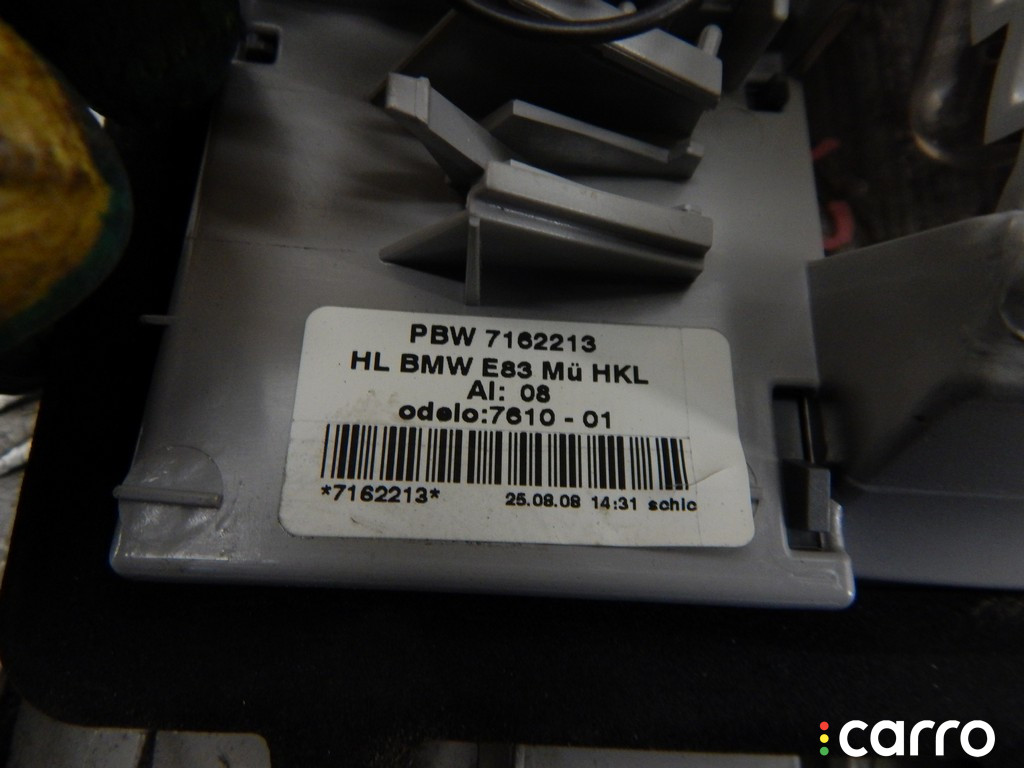 PBW 7162213
HL BMW E83 Mü HKL
AI: 08
odelo:7610 - 01
*7162213* 25.08.08 14:31 schic
carro